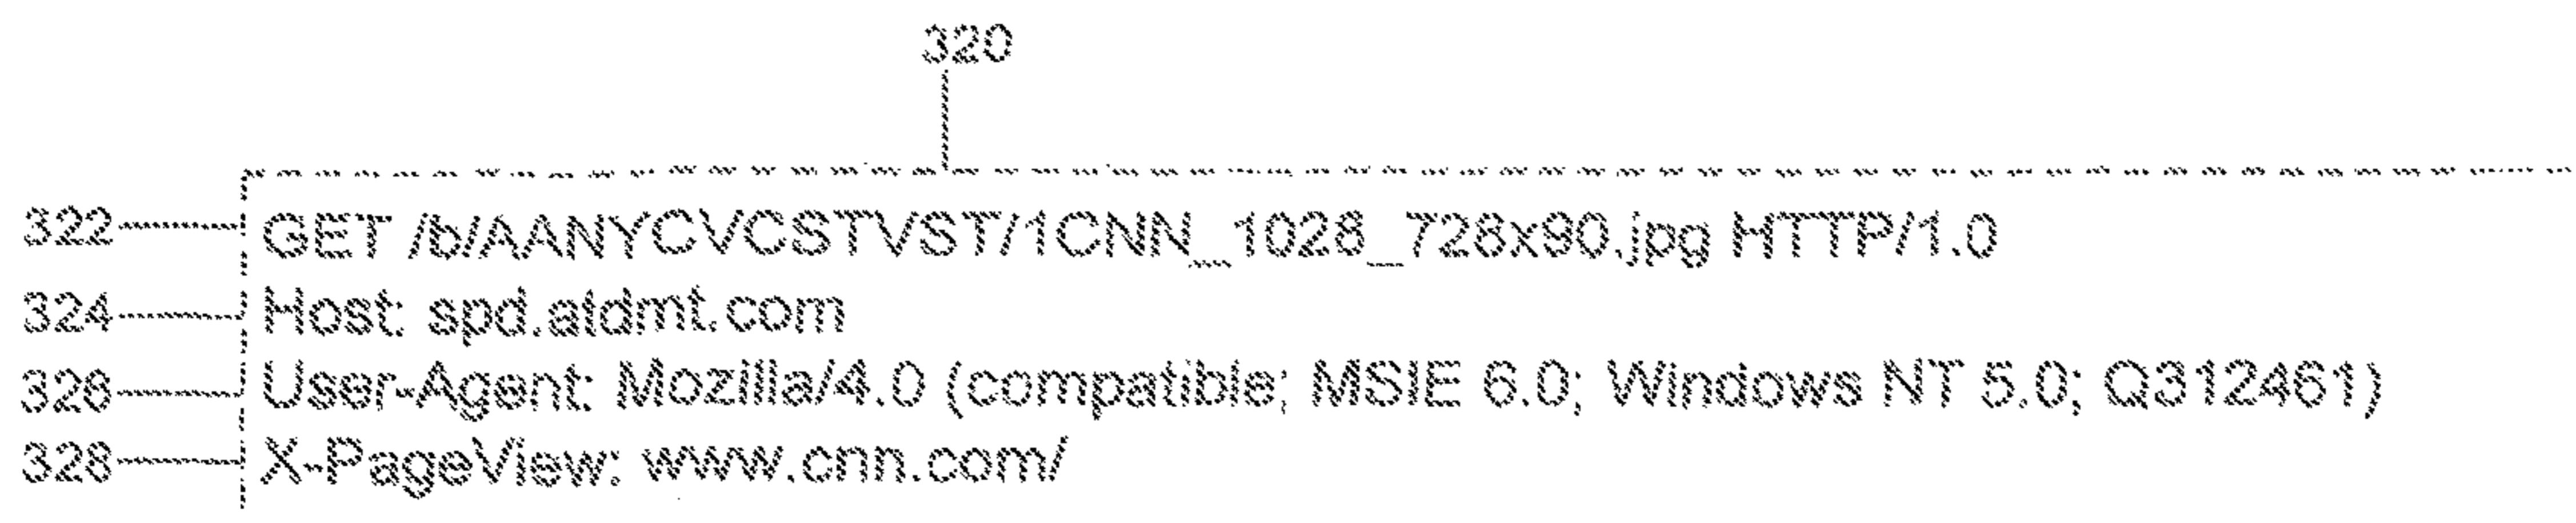 320
322 GET /b/AANYCVCSTVST/1CNN_1028_728x90.jpg HTTP/1.0
324 Host: spd.atdmt.com
326 User-Agent: Mozilla/4.0 (compatible; MSIE 6.0; Windows NT 5.0; Q312461)
328 X-PageView: www.cnn.com/